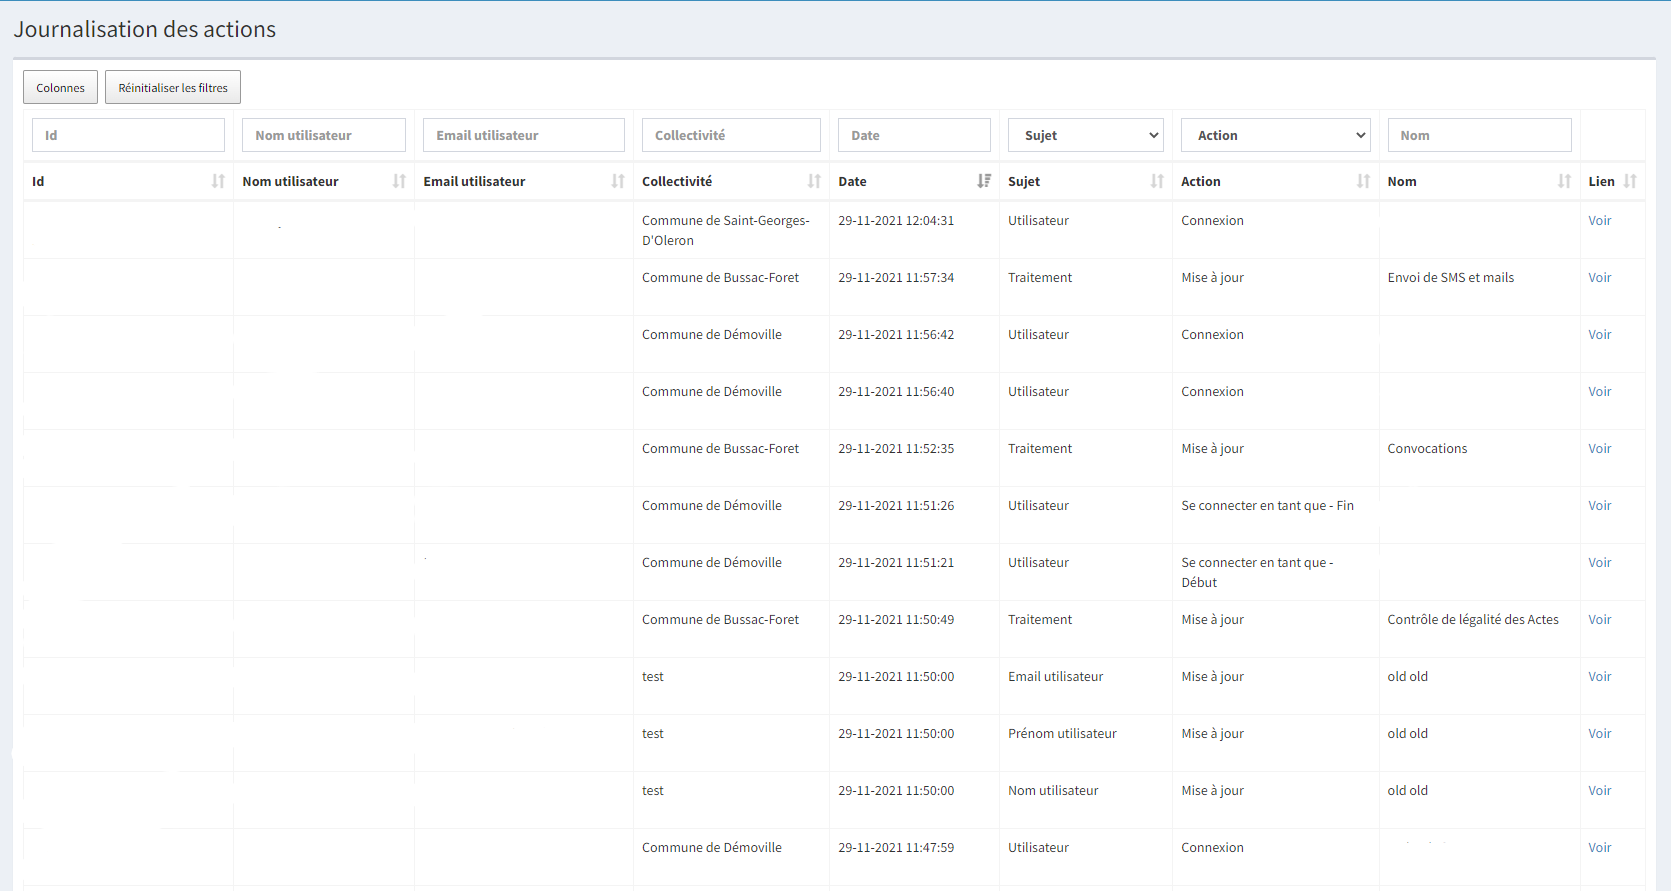 Journalisation des actions
Colonnes Réinitialiser les filtres
Id Nom utilisateur Email utilisateur Collectivité Date Sujet Action Nom
Id Nom utilisateur Email utilisateur Collectivité Date Sujet Action Nom Lien
Commune de Saint-Georges- 29-11-2021 12:04:31 Utilisateur Connexion Voir
D'Oleron
Commune de Bussac-Foret 29-11-2021 11:57:34 Traitement Mise à jour Envoi de SMS et mails Voir
Commune de Démoville 29-11-2021 11:56:42 Utilisateur Connexion Voir
Commune de Démoville 29-11-2021 11:56:40 Utilisateur Connexion Voir
Commune de Bussac-Foret 29-11-2021 11:52:35 Traitement Mise à jour Convocations Voir
Commune de Démoville 29-11-2021 11:51:26 Utilisateur Se connecter en tant que - Fin Voir
Commune de Démoville 29-11-2021 11:51:21 Utilisateur Se connecter en tant que - Voir
Début
Commune de Bussac-Foret 29-11-2021 11:50:49 Traitement Mise à jour Contrôle de légalité des Actes Voir
test 29-11-2021 11:50:00 Email utilisateur Mise à jour old old Voir
test 29-11-2021 11:50:00 Prénom utilisateur Mise à jour old old Voir
test 29-11-2021 11:50:00 Nom utilisateur Mise à jour old old Voir
Commune de Démoville 29-11-2021 11:47:59 Utilisateur Connexion Voir